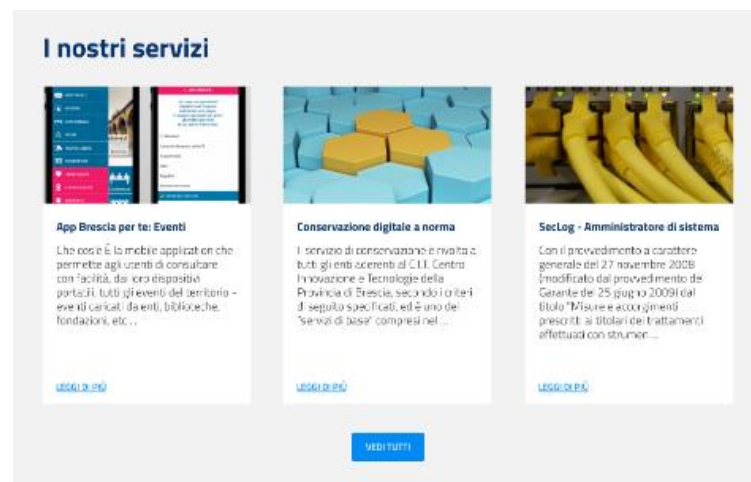 I nostri servizi
App Brescia per te: Eventi
Che cos'è È la mobile application che
permette agli utenti di consultare
con facilità, dai loro dispositivi
portatili, tutti gli eventi del territorio –
eventi caricati da enti, biblioteche,
fondazioni, etc ...
LEGGI DI PIÙ
Conservazione digitale a norma
Il servizio di conservazione è rivolto a
tutti gli enti aderenti al C.I.T. Centro
Innovazione e Tecnologie della
Provincia di Brescia, secondo i criteri
di seguito specificati, ed è uno dei
"servizi di base" compresi nel ...
LEGGI DI PIÙ
SecLog - Amministratore di sistema
Con il provvedimento a carattere
generale del 27 novembre 2008
(modificato dal provvedimento del
Garante del 25 giugno 2009) dal
titolo "Misure e accorgimenti
prescritti ai titolari dei trattamenti
effettuati con strumen ...
LEGGI DI PIÙ
VEDI TUTTI